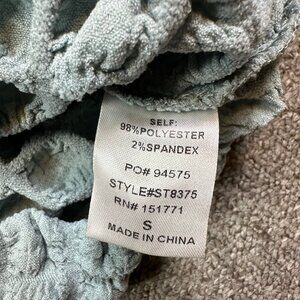 SELF:
98%POLYESTER
2%SPANDEX
PO# 94575
STYLE#ST8375
RN# 151771
S
MADE IN CHINA